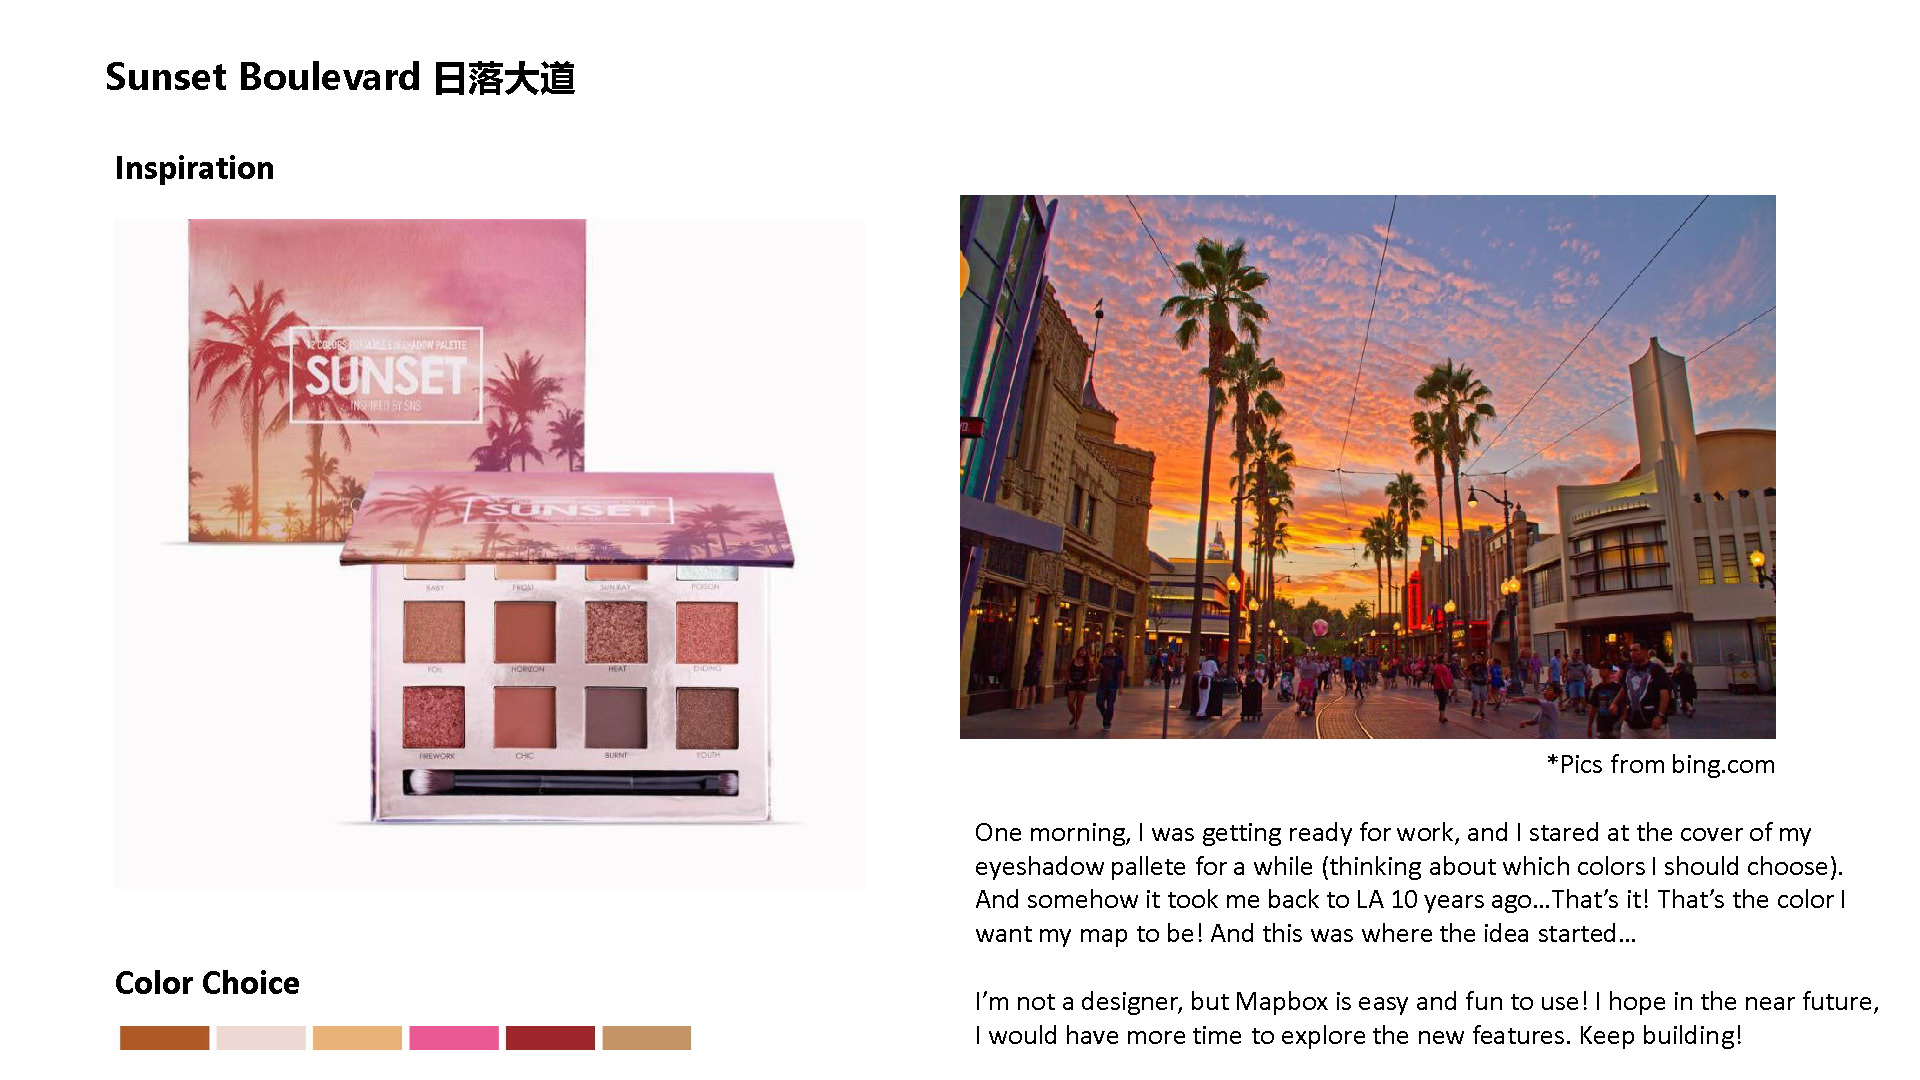 Sunset Boulevard 日落大道
Inspiration
12 COLORS PORTABLE EYESHADOW PALETTE
SUNSET
INSPIRED BY SNS
SUNSET
BABY
FROST
SUN RAY
POISON
FOIL
HORIZON
HEAT
ENDING
FIREWORK
CHIC
BURNT
YOUTH
*Pics from bing.com
One morning, I was getting ready for work, and I stared at the cover of my
eyeshadow pallete for a while (thinking about which colors I should choose).
And somehow it took me back to LA 10 years ago…That’s it! That’s the color I
want my map to be! And this was where the idea started…
I’m not a designer, but Mapbox is easy and fun to use! I hope in the near future,
I would have more time to explore the new features. Keep building!
Color Choice